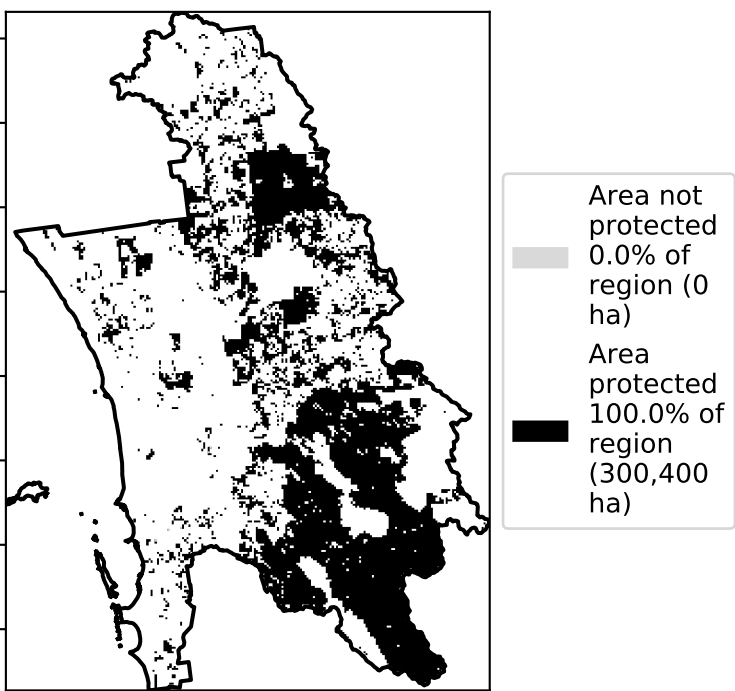 Area not
protected
0.0% of
region (0
ha)
Area
protected
100.0% of
region
(300,400
ha)